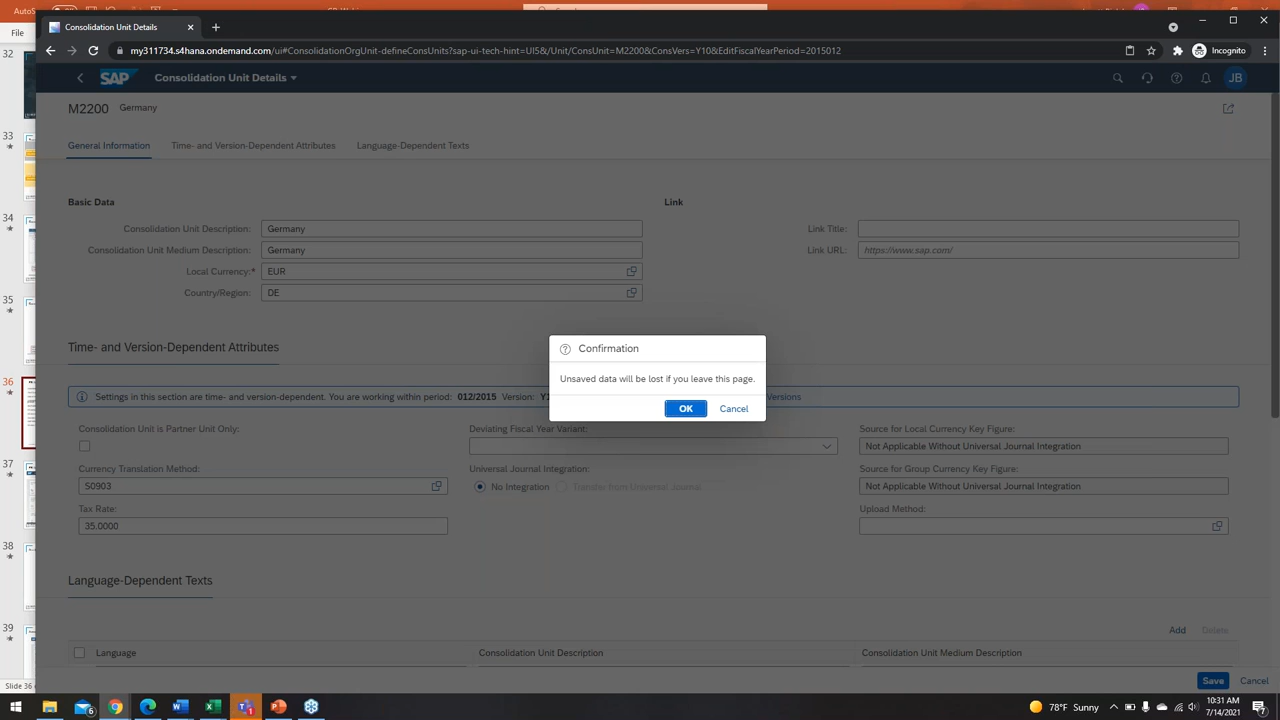 File
Consolidation Unit Details
Incognito
my311734.s4hana.ondemand.com/ui#ConsolidationOrgUnit-defineConsUnits?sap-ui-tech-hint=UI5&/Unit/ConsUnit=M2200&ConsVers=Y10&EditFiscalYearPeriod=2015012
SAP
Consolidation Unit Details
JB
M2200 Germany
General Information Time- and Version-Dependent Attributes Language-Dependent Texts
Basic Data
Link
Consolidation Unit Description: Germany
Link Title:
Consolidation Unit Medium Description: Germany
Link URL: https://www.sap.com/
Local Currency:* EUR
Country/Region: DE
Time- and Version-Dependent Attributes
Confirmation
Unsaved data will be lost if you leave this page.
OK Cancel
Settings in this section are time- and version-dependent. You are working within period: 012/2015 Version: Versions
Consolidation Unit is Partner Unit Only:
Deviating Fiscal Year Variant:
Source for Local Currency Key Figure:
Not Applicable Without Universal Journal Integration
Currency Translation Method:
Universal Journal Integration:
Source for Group Currency Key Figure:
S0903
No Integration Transfer from Universal Journal
Not Applicable Without Universal Journal Integration
Tax Rate:
Upload Method:
35.0000
Language-Dependent Texts
Add Delete
Language Consolidation Unit Description Consolidation Unit Medium Description
Save Cancel
32
33
34
35
36
37
38
39
Slide 36
78°F Sunny
10:31 AM
7/14/2021